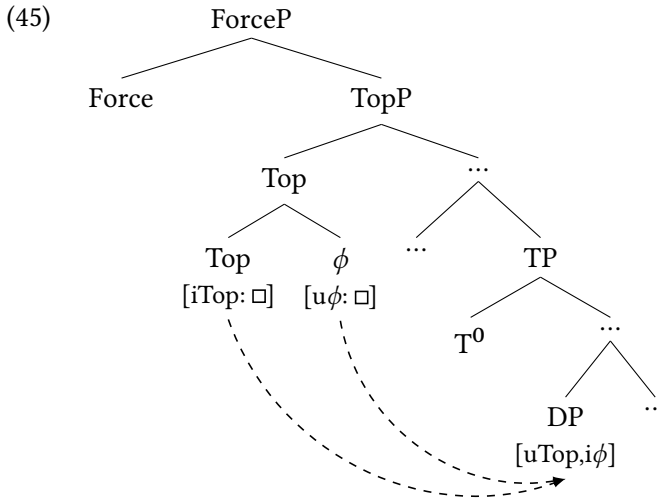 (45) ForceP
Force TopP
Top ...
Top ϕ ... TP
[iTop: □] [uϕ: □]
T⁰ ...
DP ..
[uTop,iϕ]